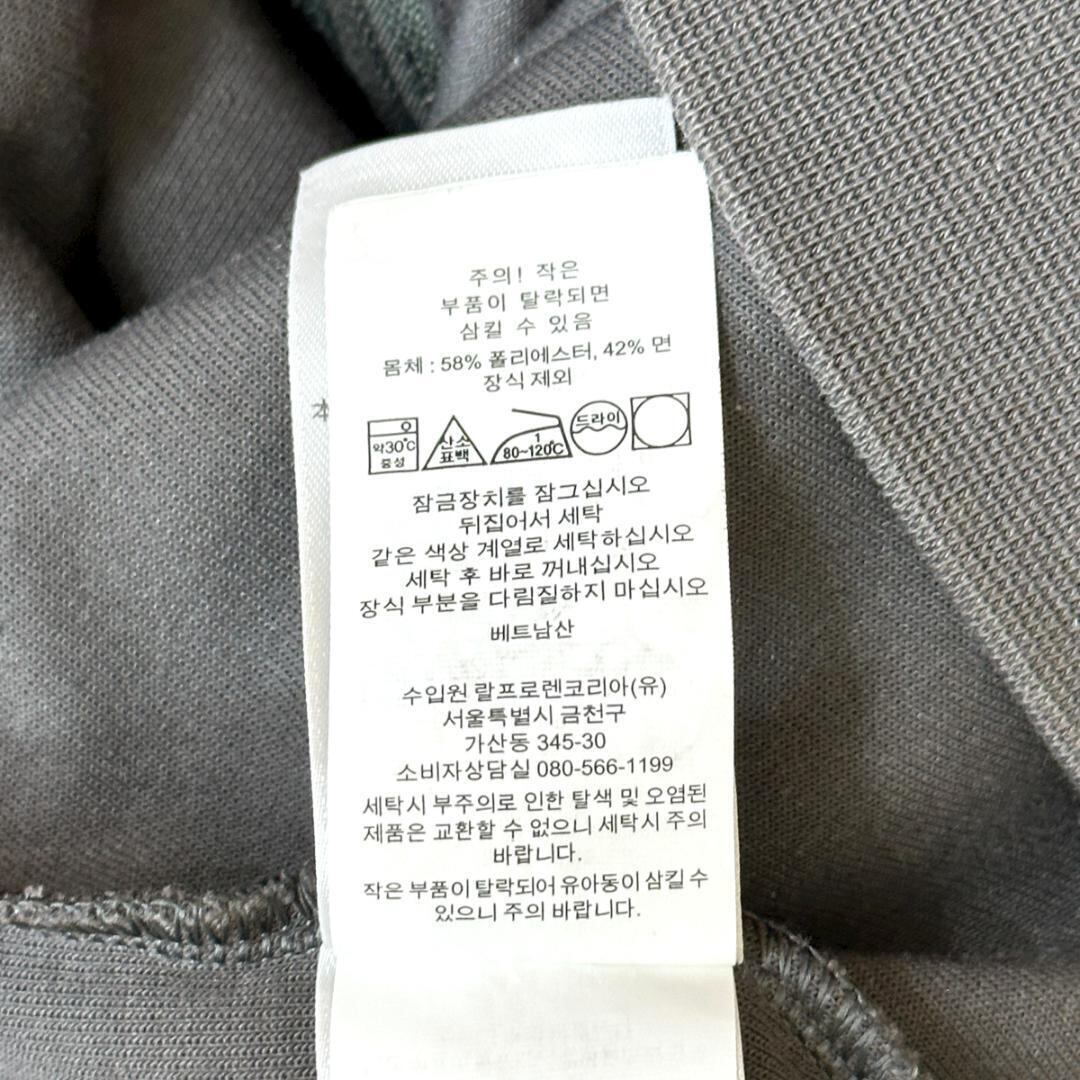 주의! 작은
부품이 탈락되면
삼킬 수 있음
몸체 : 58% 폴리에스터, 42% 면
장식 제외
本
약30℃
중성
산소
표백
1
80~120℃
드라이
잠금장치를 잠그십시오
뒤집어서 세탁
같은 색상 계열로 세탁하십시오
세탁 후 바로 꺼내십시오
장식 부분을 다림질하지 마십시오
베트남산
수입원 랄프로렌코리아(유)
서울특별시 금천구
가산동 345-30
소비자상담실 080-566-1199
세탁시 부주의로 인한 탈색 및 오염된
제품은 교환할 수 없으니 세탁시 주의
바랍니다.
작은 부품이 탈락되어 유아동이 삼킬 수
있으니 주의 바랍니다.